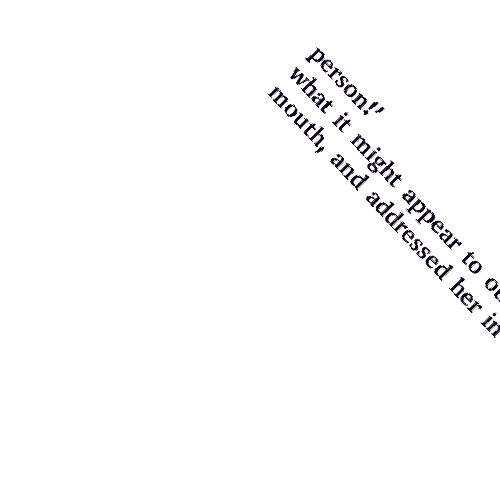 person!”
what it might appear to
mouth, and addressed her in